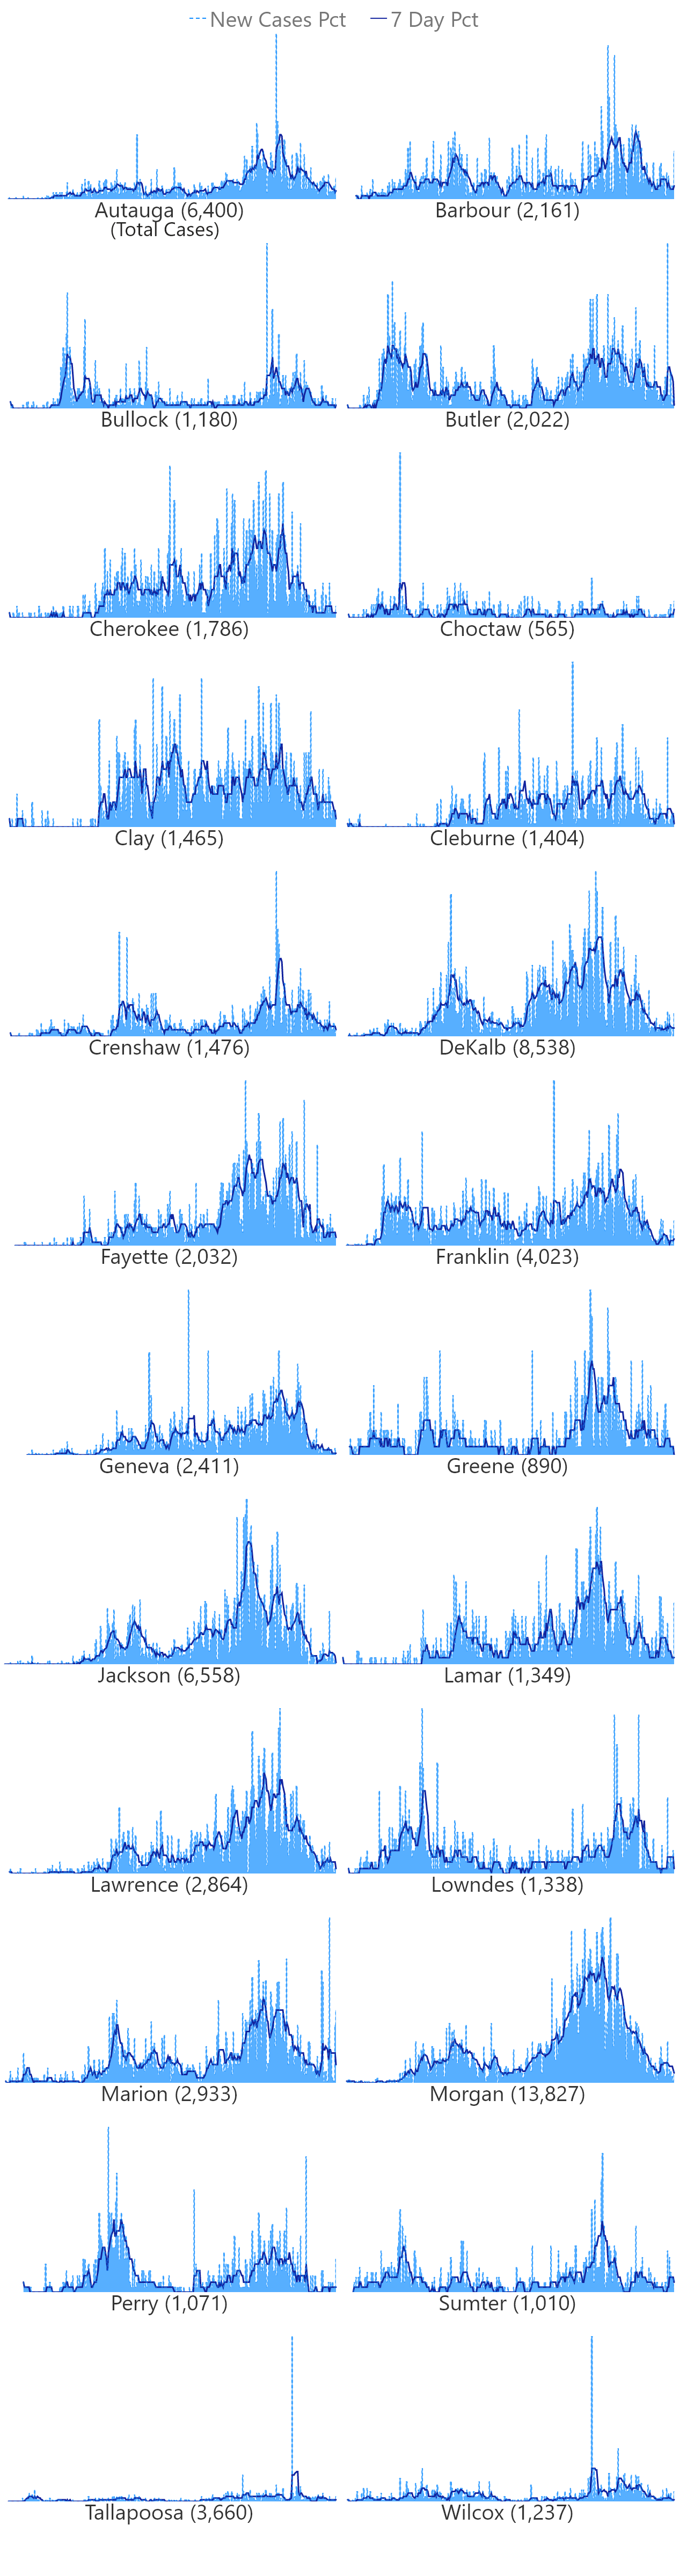 New Cases Pct 7 Day Pct
Autauga (6,400) Barbour (2,161)
(Total Cases)
Bullock (1,180) Butler (2,022)
Cherokee (1,786) Choctaw (565)
Clay (1,465) Cleburne (1,404)
Crenshaw (1,476) DeKalb (8,538)
Fayette (2,032) Franklin (4,023)
Geneva (2,411) Greene (890)
Jackson (6,558) Lamar (1,349)
Lawrence (2,864) Lowndes (1,338)
Marion (2,933) Morgan (13,827)
Perry (1,071) Sumter (1,010)
Tallapoosa (3,660) Wilcox (1,237)